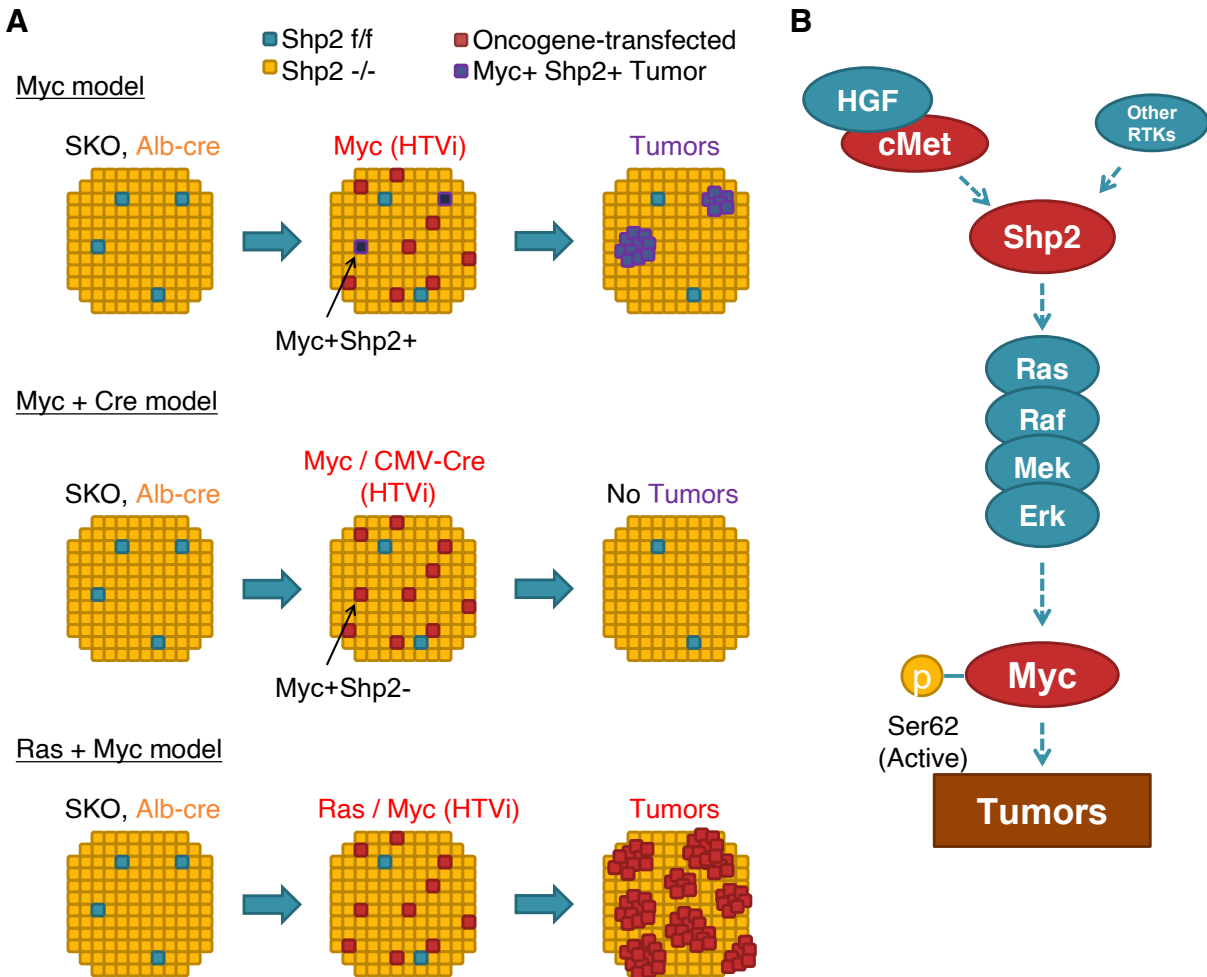 A
Shp2 f/f
Oncogene-transfected
Shp2 -/-
Myc+ Shp2+ Tumor
Myc model
SKO, Alb-cre
Myc (HTVi)
Tumors
Myc+Shp2+
Myc + Cre model
SKO, Alb-cre
Myc / CMV-Cre
(HTVi)
No Tumors
Myc+Shp2-
Ras + Myc model
SKO, Alb-cre
Ras / Myc (HTVi)
Tumors
B
HGF
cMet
Other
RTKs
Shp2
Ras
Raf
Mek
Erk
p
Myc
Ser62
(Active)
Tumors